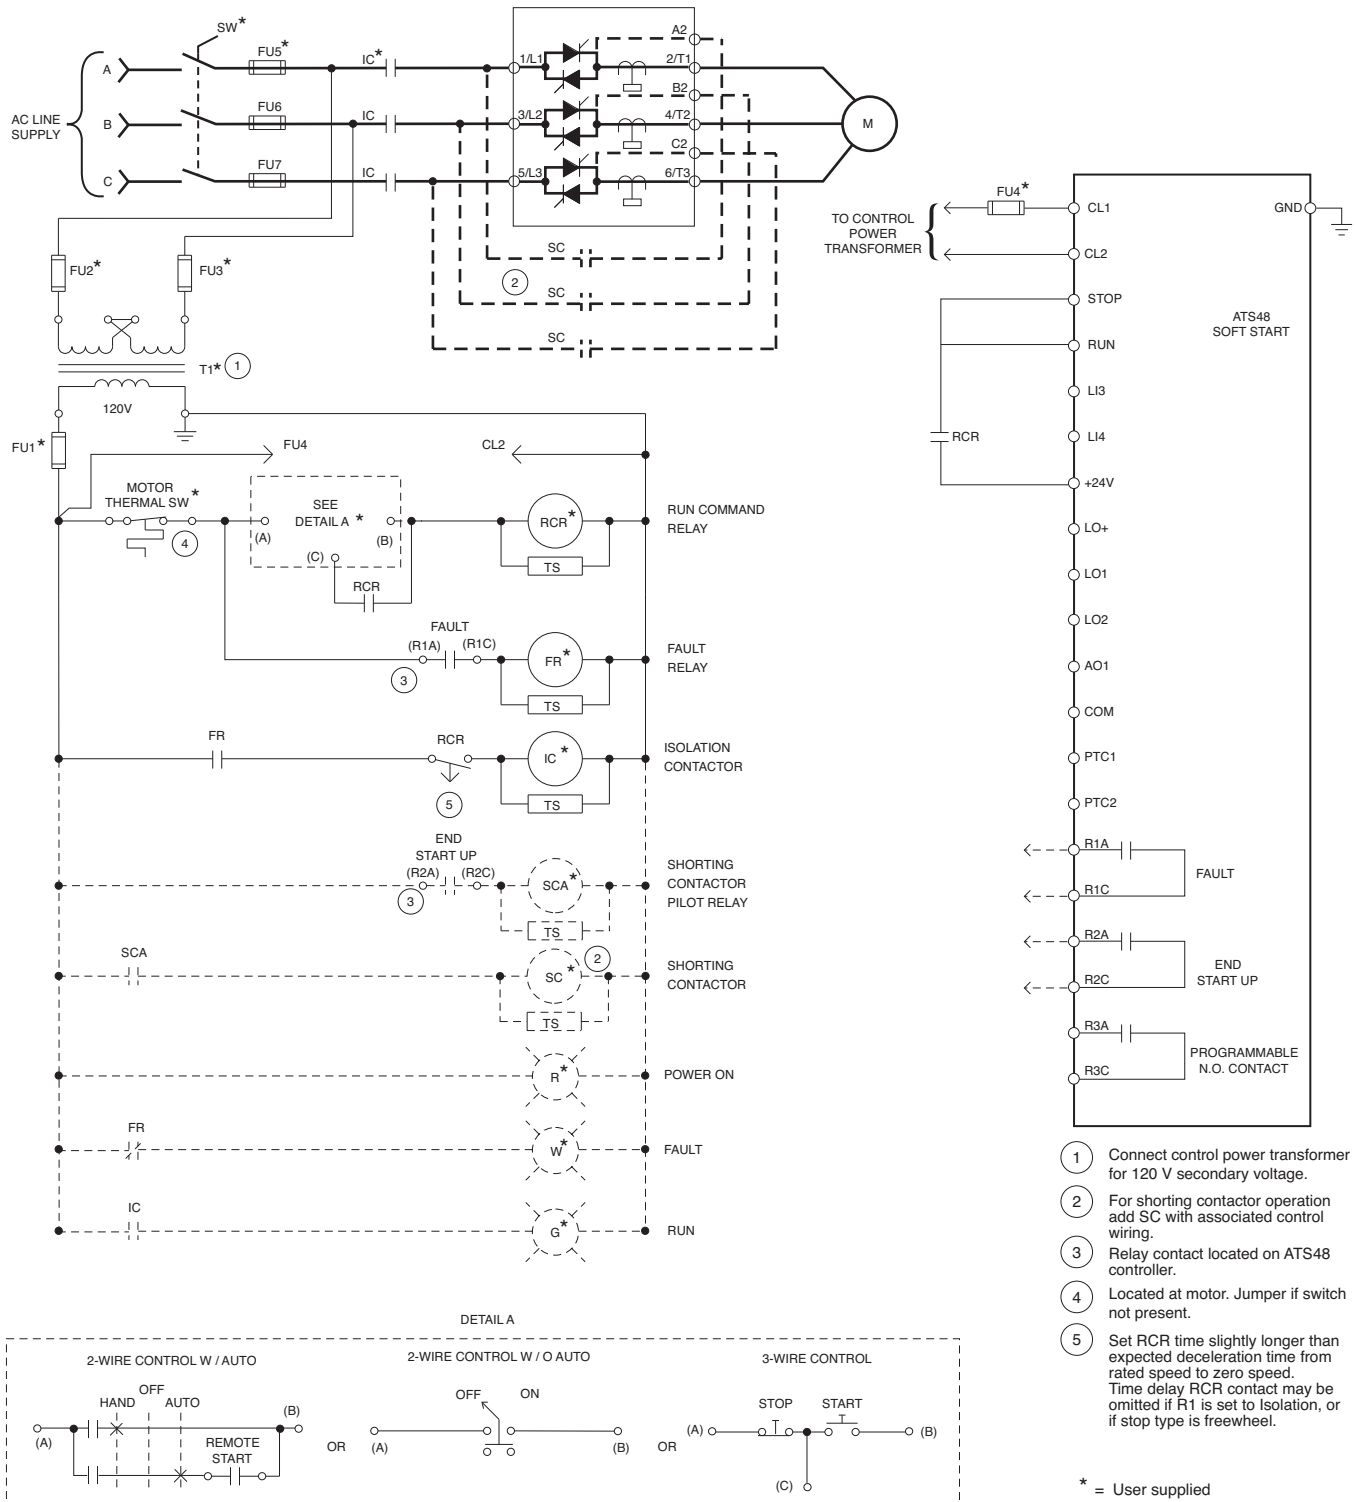 SW*
A2
FU5*
IC*
1/L1
2/T1
A
B2
FU6
IC
3/L2
4/T2
AC LINE
SUPPLY
B
M
C2
FU7
IC
5/L3
6/T3
C
FU4*
CL1
GND
TO CONTROL
POWER
TRANSFORMER
CL2
SC
FU2*
FU3*
2
SC
STOP
ATS48
SOFT START
SC
RUN
T1*
1
LI3
120V
FU1*
FU4
CL2
RCR
LI4
+24V
MOTOR
THERMAL SW*
SEE
DETAIL A *
(A)
(B)
(C)
4
RCR*
TS
RUN COMMAND
RELAY
RCR
LO+
LO1
LO2
FAULT
(R1A)
(R1C)
3
FR*
TS
FAULT
RELAY
AO1
COM
FR
RCR
5
IC*
TS
ISOLATION
CONTACTOR
PTC1
PTC2
END
START UP
(R2A)
(R2C)
3
SCA*
TS
SHORTING
CONTACTOR
PILOT RELAY
R1A
FAULT
R1C
SCA
SC*
2
TS
SHORTING
CONTACTOR
R2A
END
START UP
R2C
R3A
PROGRAMMABLE
N.O. CONTACT
R3C
R*
POWER ON
FR
W*
FAULT
IC
G*
RUN
1 Connect control power transformer
for 120 V secondary voltage.
2 For shorting contactor operation
add SC with associated control
wiring.
3 Relay contact located on ATS48
controller.
4 Located at motor. Jumper if switch
not present.
5 Set RCR time slightly longer than
expected deceleration time from
rated speed to zero speed.
Time delay RCR contact may be
omitted if R1 is set to Isolation, or
if stop type is freewheel.
* = User supplied
DETAIL A
2-WIRE CONTROL W / AUTO
HAND
OFF
AUTO
(A)
(B)
REMOTE
START
OR
2-WIRE CONTROL W / O AUTO
OFF
ON
(A)
(B)
OR
3-WIRE CONTROL
STOP
START
(A)
(B)
(C)